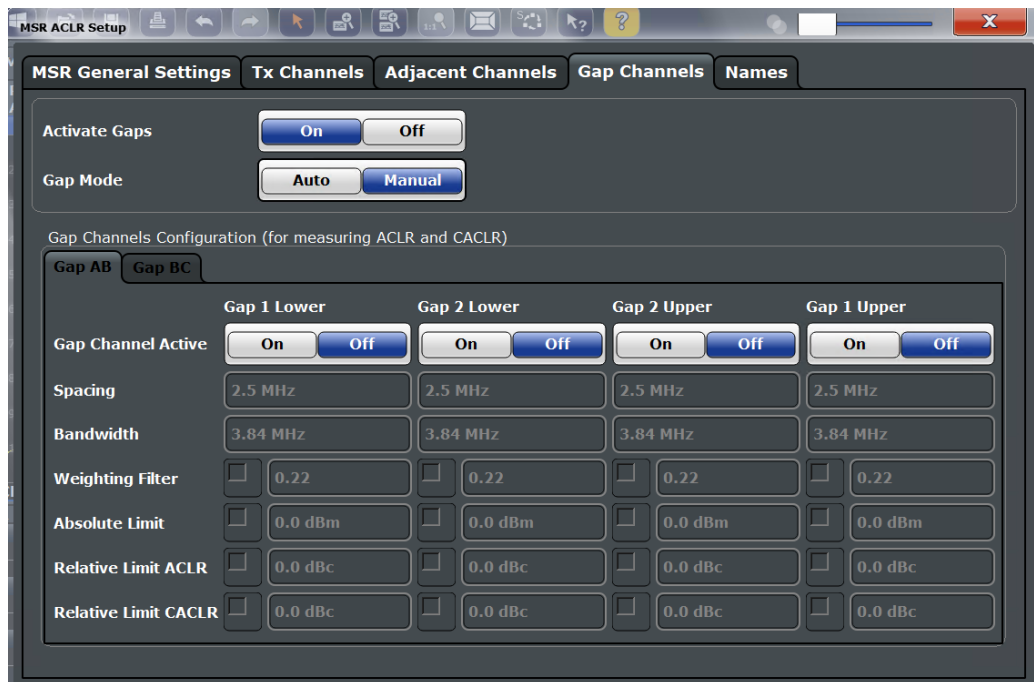 MSR ACLR Setup
MSR General Settings Tx Channels Adjacent Channels Gap Channels Names
Activate Gaps On Off
Gap Mode Auto Manual
Gap Channels Configuration (for measuring ACLR and CACLR)
Gap AB Gap BC
Gap 1 Lower Gap 2 Lower Gap 2 Upper Gap 1 Upper
Gap Channel Active On Off On Off On Off On Off
Spacing 2.5 MHz 2.5 MHz 2.5 MHz 2.5 MHz
Bandwidth 3.84 MHz 3.84 MHz 3.84 MHz 3.84 MHz
Weighting Filter 0.22 0.22 0.22 0.22
Absolute Limit 0.0 dBm 0.0 dBm 0.0 dBm 0.0 dBm
Relative Limit ACLR 0.0 dBc 0.0 dBc 0.0 dBc 0.0 dBc
Relative Limit CACLR 0.0 dBc 0.0 dBc 0.0 dBc 0.0 dBc